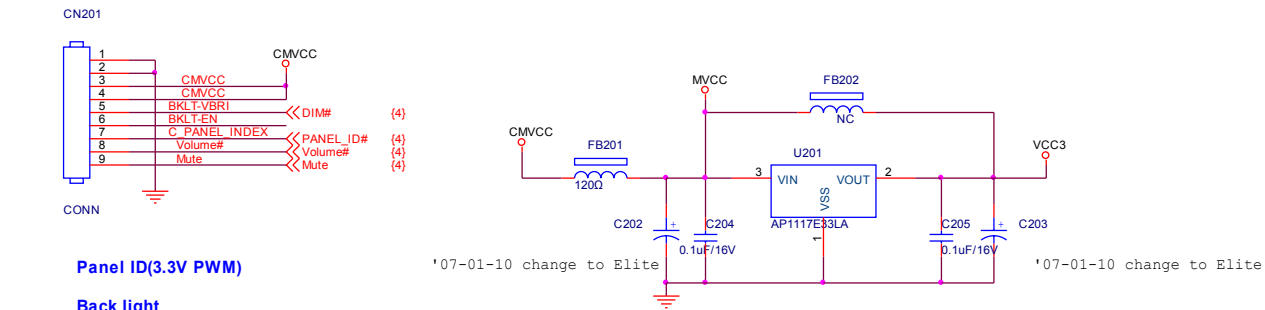 CN201
1
2
3 CMVCC
4 CMVCC
5 BKLT-VBRI DIM# {4}
6 BKLT-EN
7 C_PANEL_INDEX PANEL_ID# {4}
8 Volume# Volume# {4}
9 Mute Mute {4}
CMVCC
CONN
Panel ID(3.3V PWM)
Back light
MVCC
FB202
NC
CMVCC
FB201
120Ω
U201
VCC3
3 VIN VOUT 2
VSS
1
AP1117E33LA
C202 +
C204
0.1uF/16V
C205
0.1uF/16V
+ C203
'07-01-10 change to Elite
'07-01-10 change to Elite